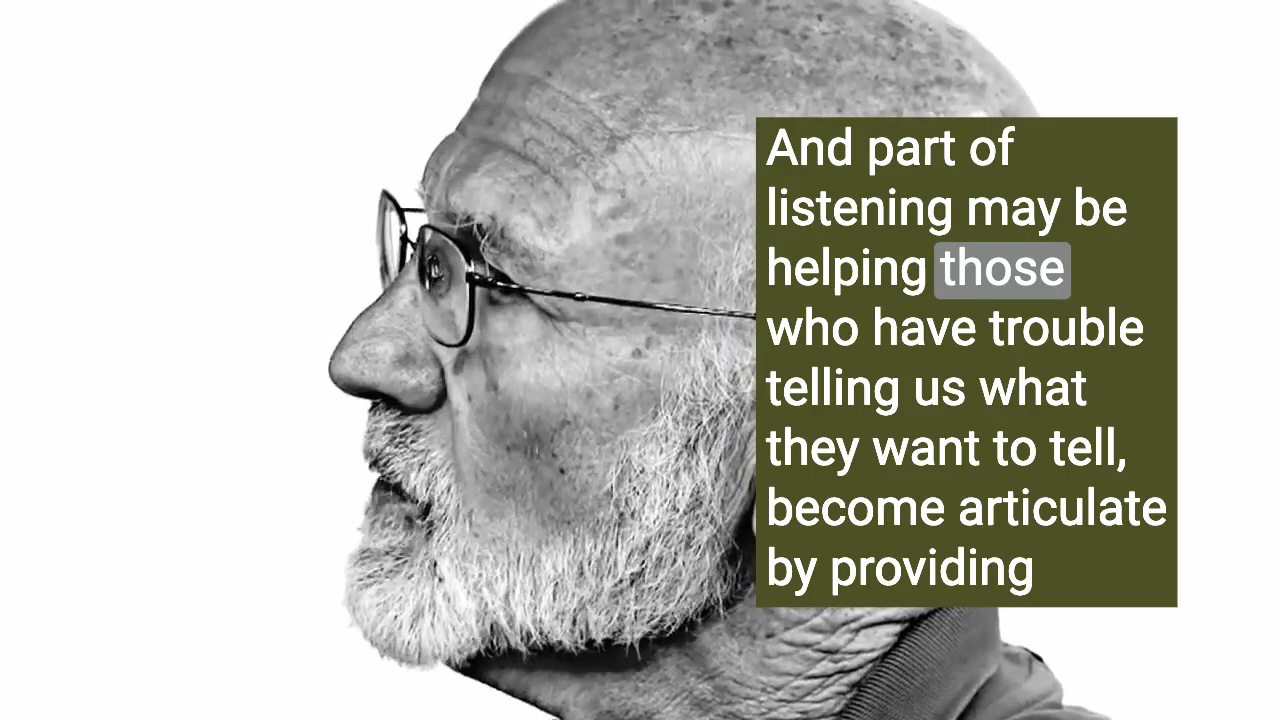 And part of
listening may be
helping those
who have trouble
telling us what
they want to tell,
become articulate
by providing